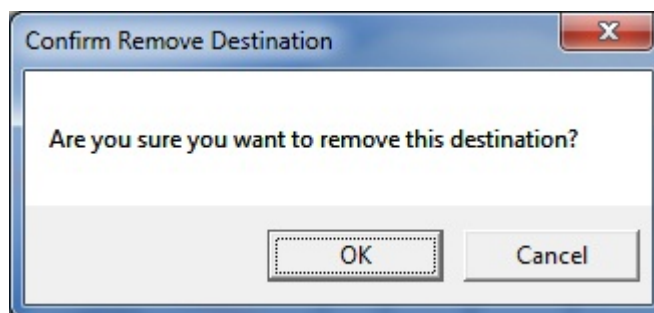 Confirm Remove Destination
Are you sure you want to remove this destination?
OK Cancel